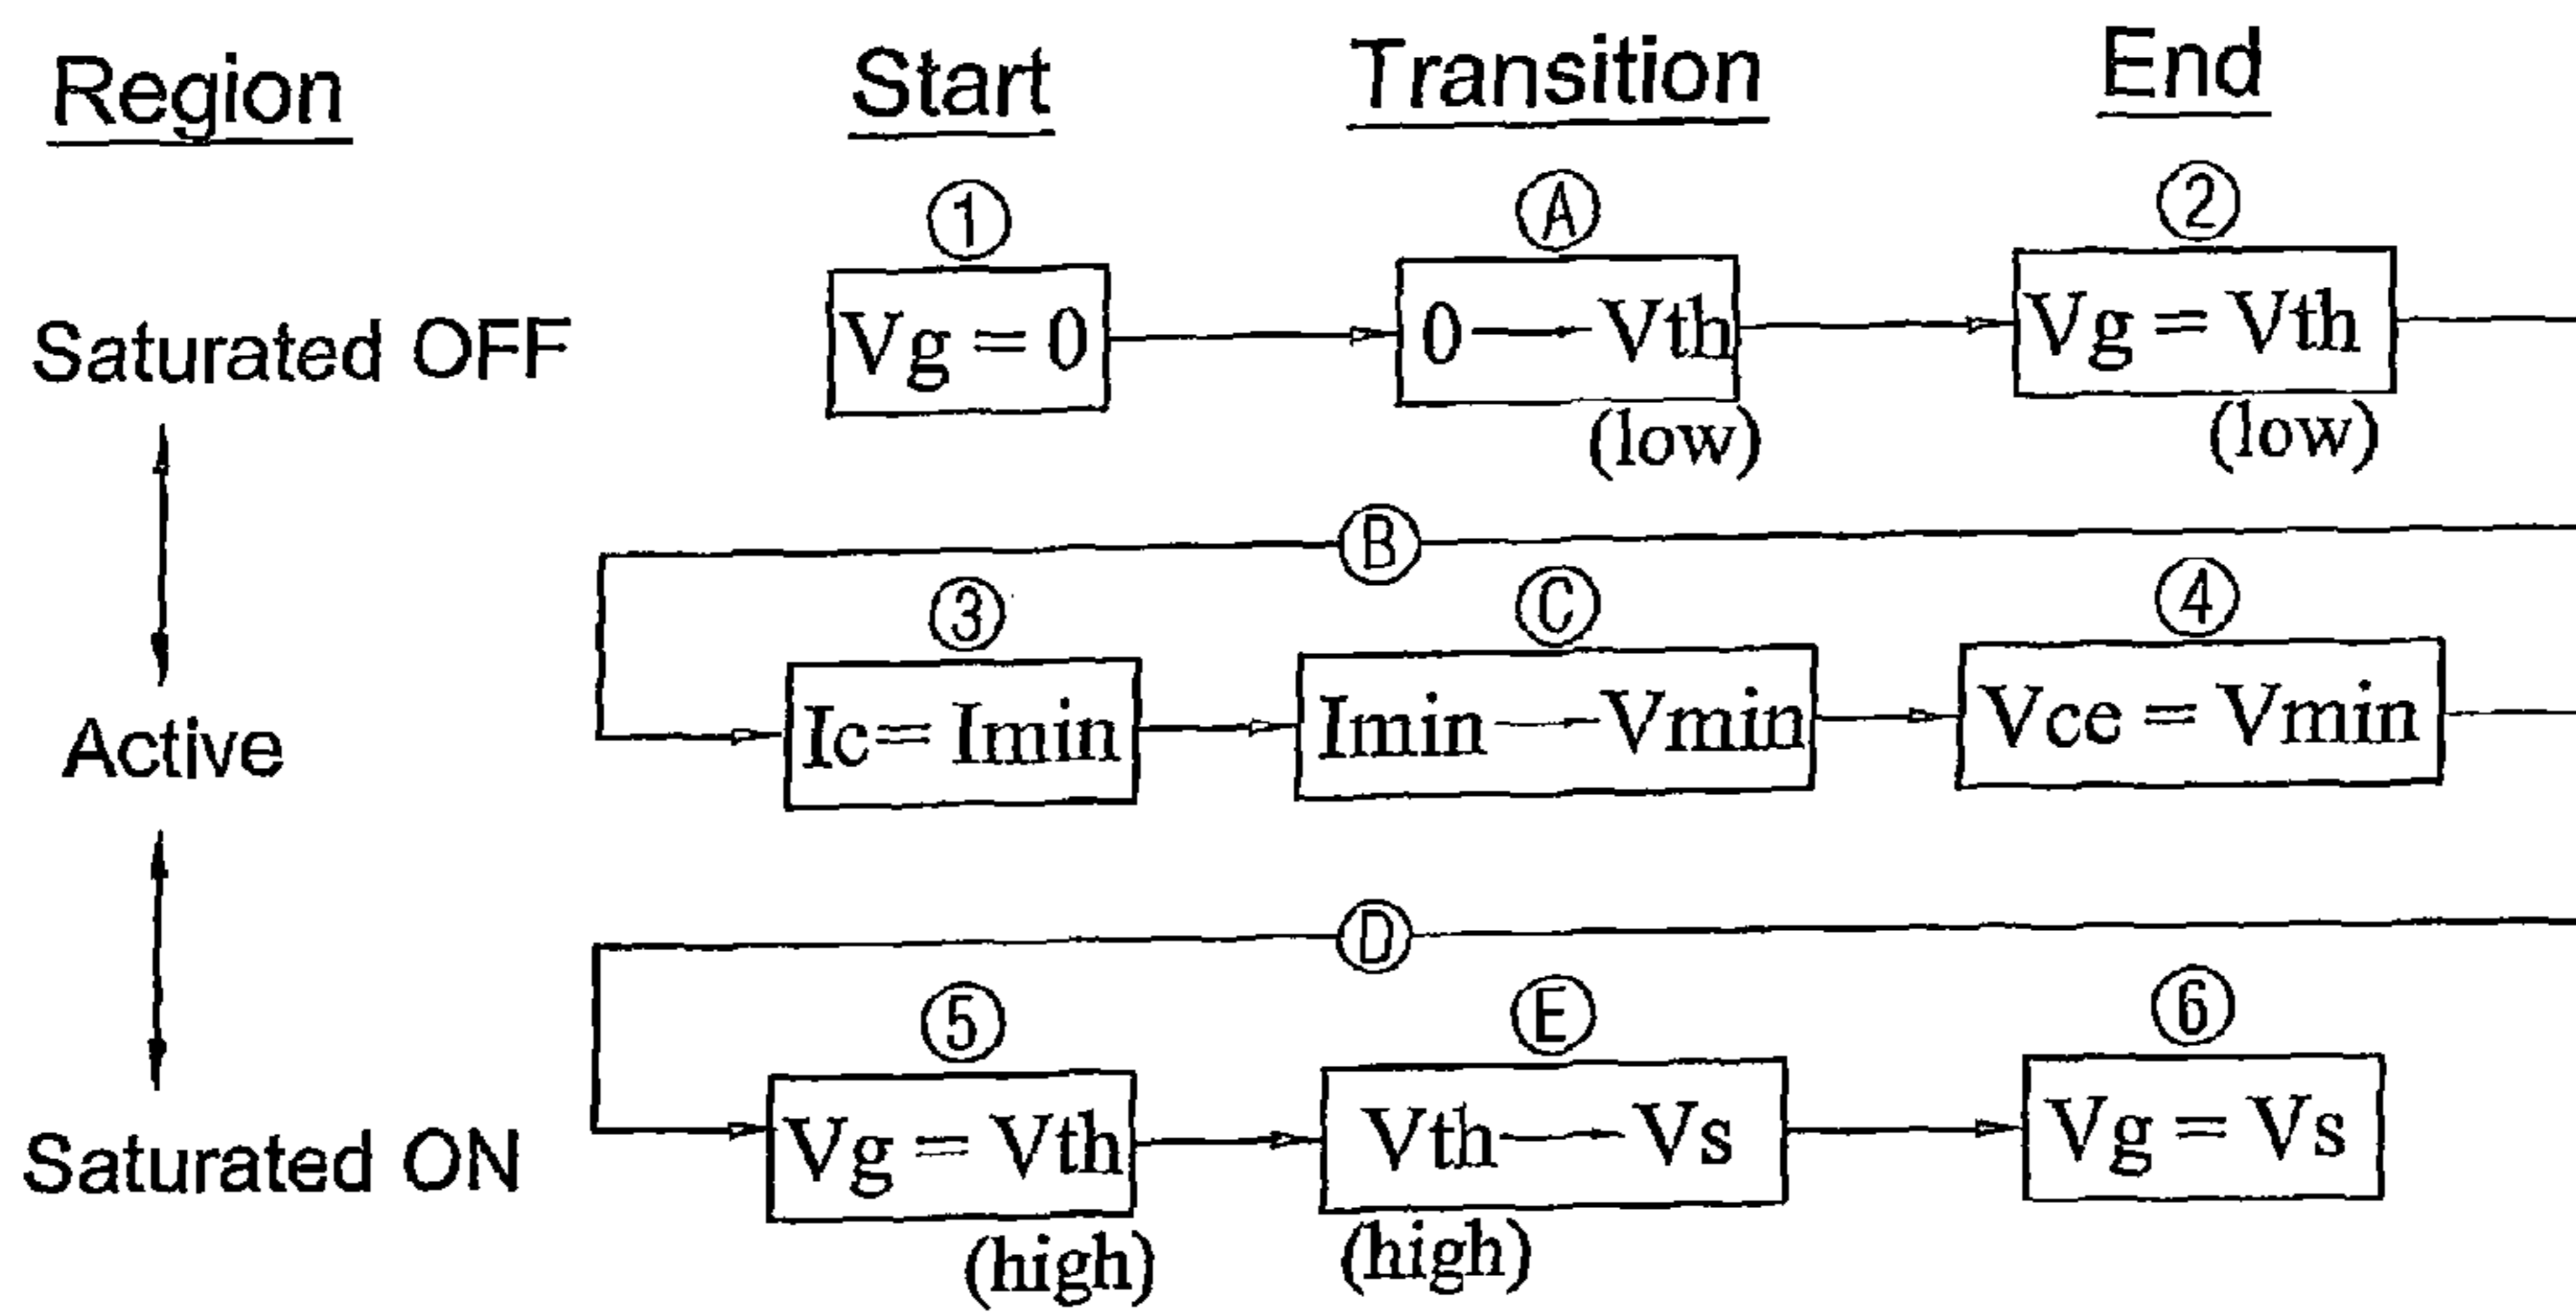 Region Start Transition End
① Ⓐ ②
Saturated OFF Vg = 0 0 → Vth Vg = Vth
(low) (low)
Ⓑ
③ Ⓒ ④
Active Ic = Imin Imin → Vmin Vce = Vmin
Ⓓ
⑤ Ⓔ ⑥
Saturated ON Vg = Vth Vth → Vs Vg = Vs
(high) (high)